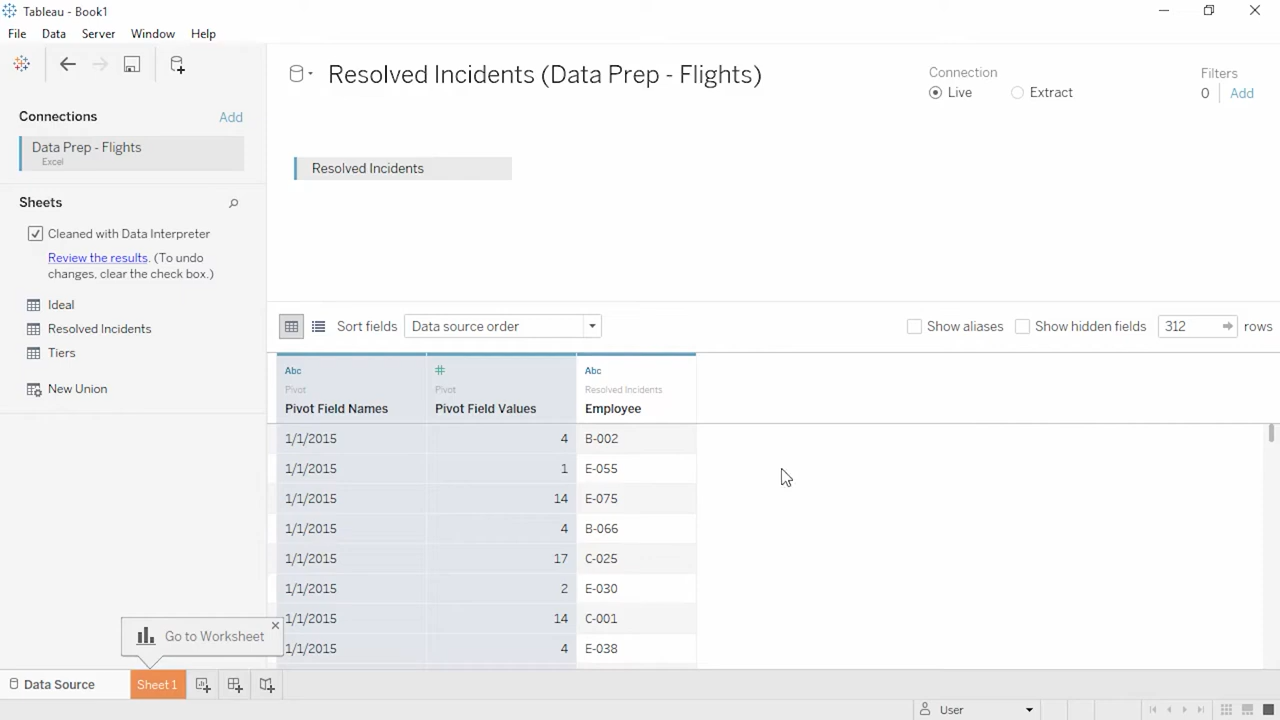 Tableau - Book1
File Data Server Window Help
Connections Add
Data Prep - Flights
Excel
Sheets
Cleaned with Data Interpreter
Review the results. (To undo
changes, clear the check box.)
Ideal
Resolved Incidents
Tiers
New Union
Resolved Incidents (Data Prep - Flights)
Connection
Live Extract
Filters
0 Add
Resolved Incidents
Sort fields Data source order Show aliases Show hidden fields 312 rows
Abc # Abc
Pivot Pivot Resolved Incidents
Pivot Field Names Pivot Field Values Employee
1/1/2015 4 B-002
1/1/2015 1 E-055
1/1/2015 14 E-075
1/1/2015 4 B-066
1/1/2015 17 C-025
1/1/2015 2 E-030
1/1/2015 14 C-001
1/1/2015 4 E-038
Go to Worksheet
Data Source Sheet 1
User